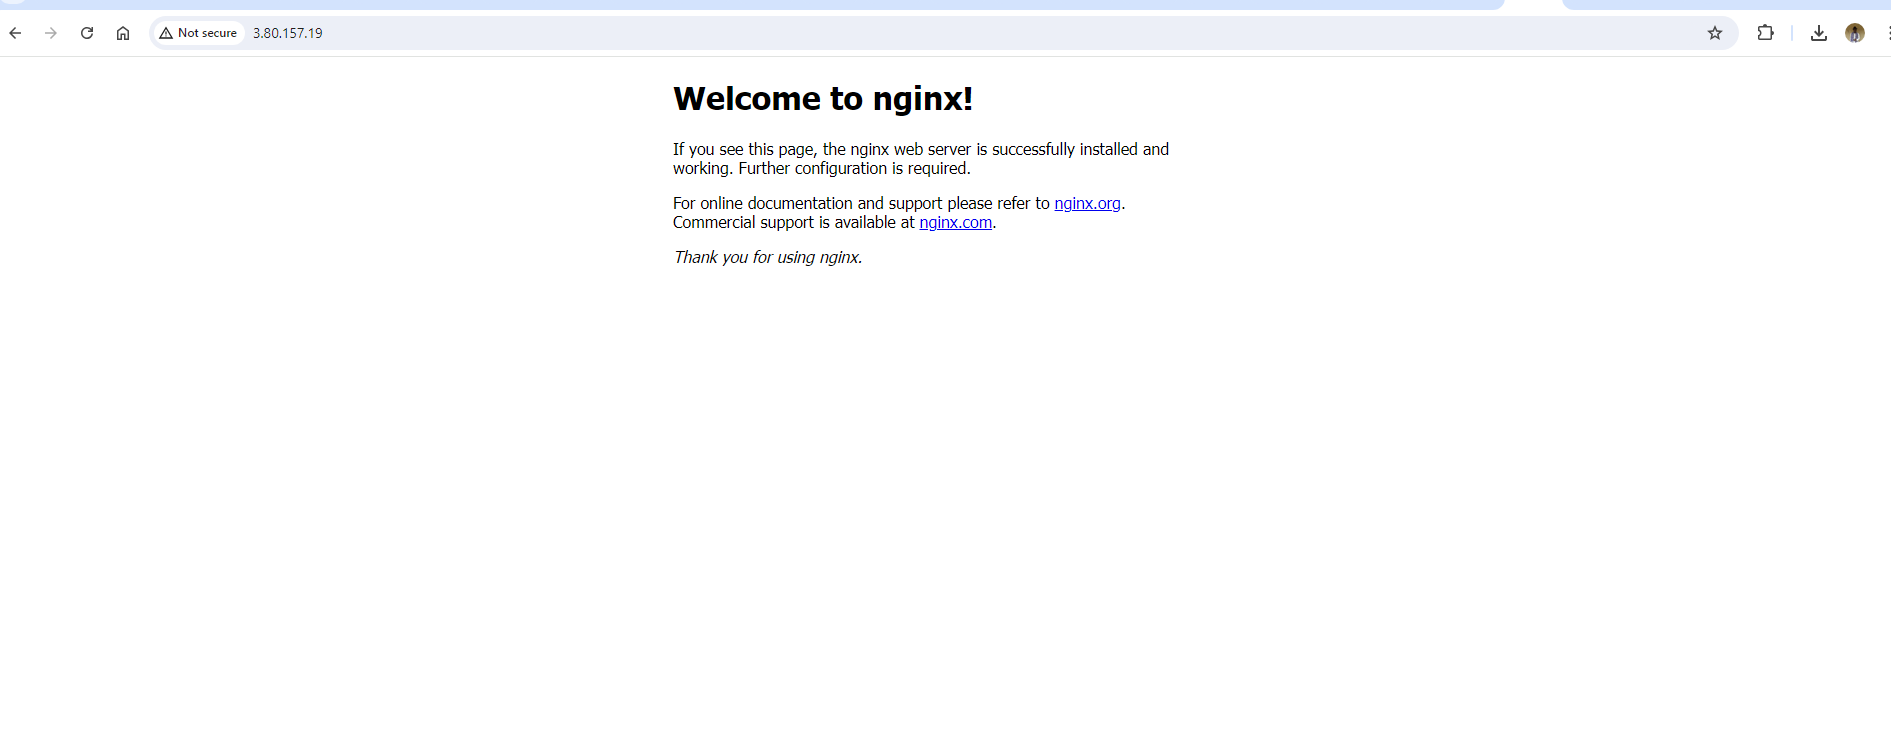 Not secure
3.80.157.19
Welcome to nginx!
If you see this page, the nginx web server is successfully installed and
working. Further configuration is required.
For online documentation and support please refer to nginx.org.
Commercial support is available at nginx.com.
Thank you for using nginx.